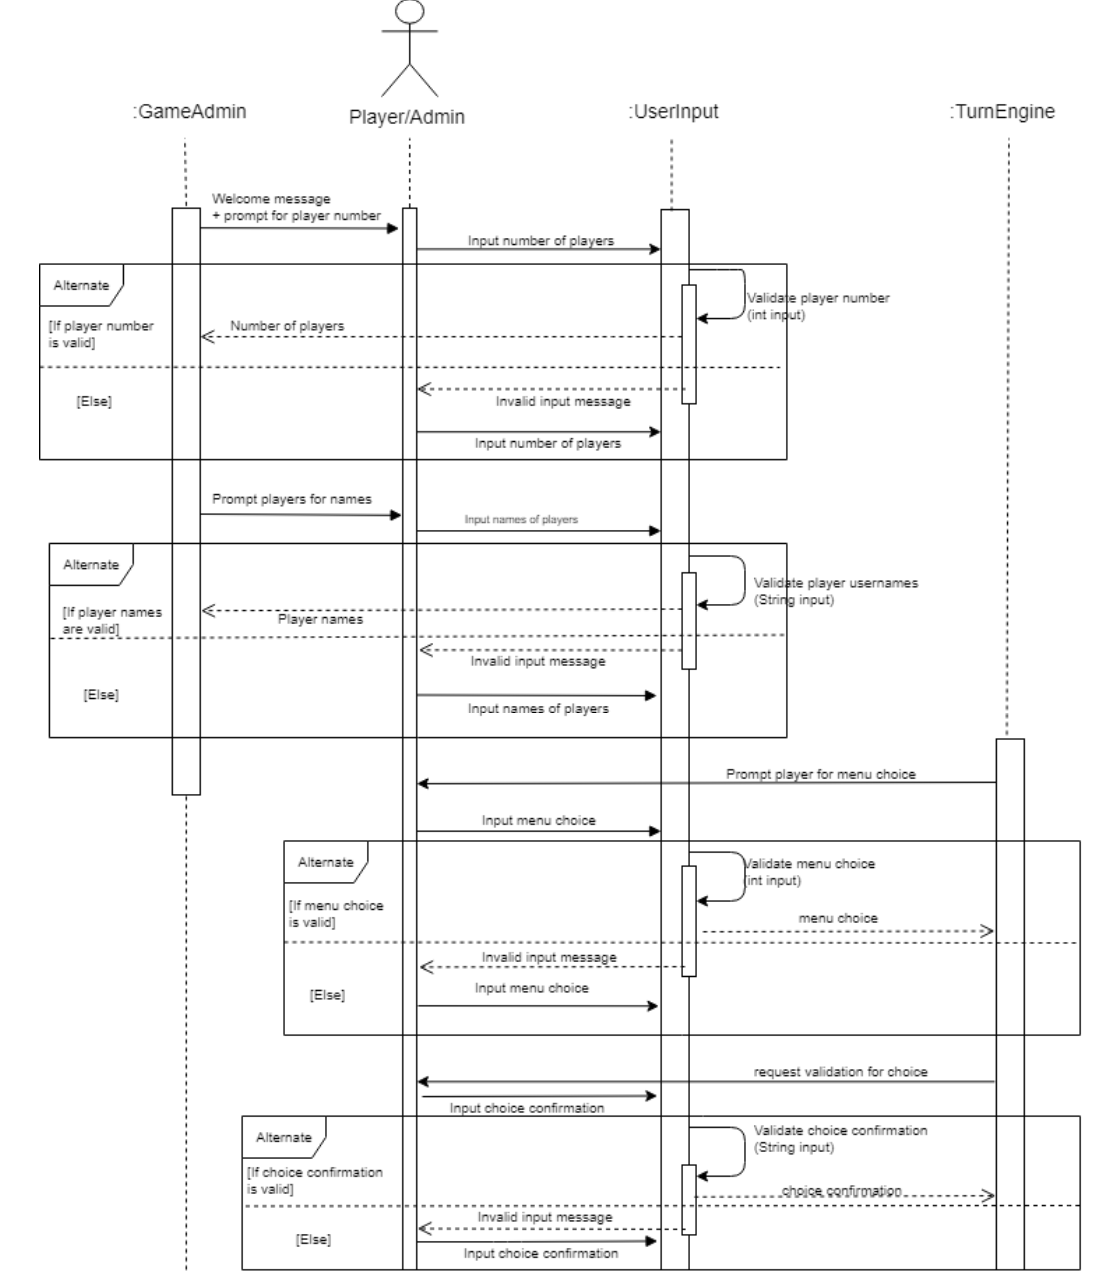 :GameAdmin
Player/Admin
:UserInput
:TurnEngine
Welcome message
+ prompt for player number
Input number of players
Alternate
Validate player number
(int input)
[If player number
is valid]
Number of players
[Else]
Invalid input message
Input number of players
Prompt players for names
Input names of players
Alternate
Validate player usernames
(String input)
[If player names
are valid]
Player names
Invalid input message
[Else]
Input names of players
Prompt player for menu choice
Input menu choice
Alternate
Validate menu choice
(int input)
[If menu choice
is valid]
menu choice
Invalid input message
[Else]
Input menu choice
request validation for choice
Input choice confirmation
Alternate
Validate choice confirmation
(String input)
[If choice confirmation
is valid]
choice confirmation
Invalid input message
[Else]
Input choice confirmation